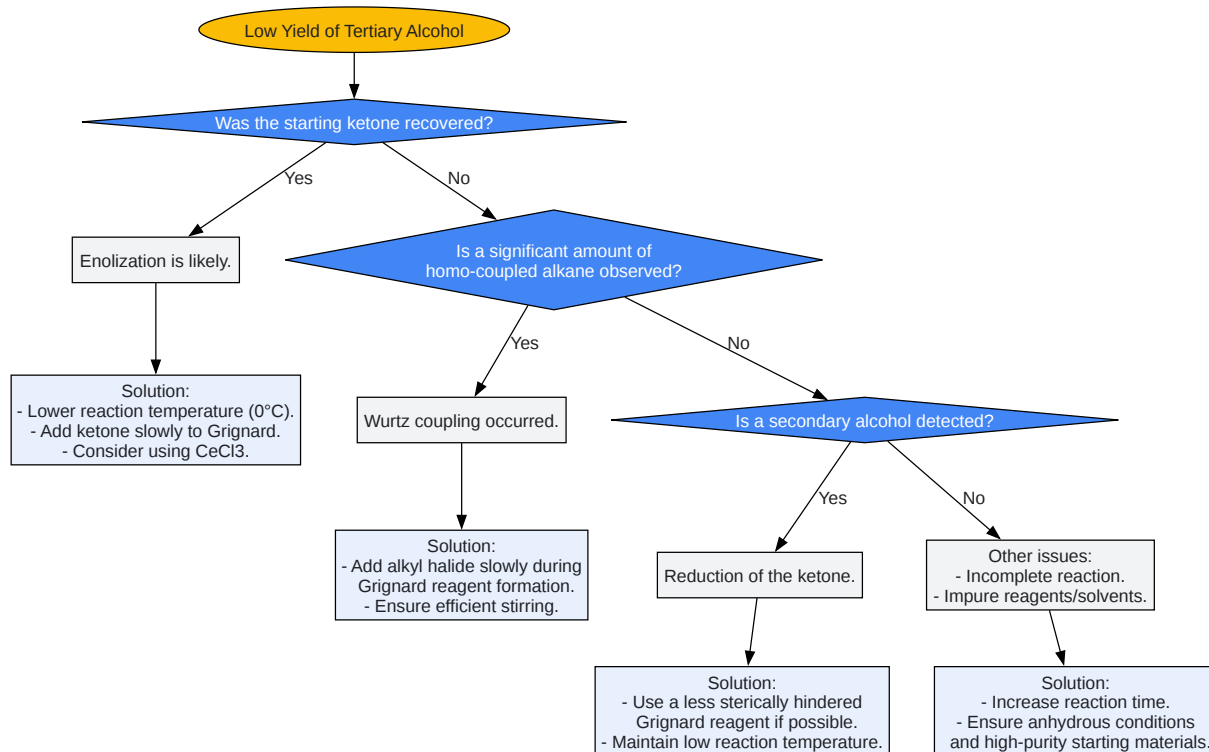 Low Yield of Tertiary Alcohol
Was the starting ketone recovered?
Yes
No
Enolization is likely.
Is a significant amount of
homo-coupled alkane observed?
Yes
No
Solution:
- Lower reaction temperature (0°C).
- Add ketone slowly to Grignard.
- Consider using CeCl3.
Wurtz coupling occurred.
Is a secondary alcohol detected?
Yes
No
Solution:
- Add alkyl halide slowly during
Grignard reagent formation.
- Ensure efficient stirring.
Reduction of the ketone.
Other issues:
- Incomplete reaction.
- Impure reagents/solvents.
Solution:
- Use a less sterically hindered
Grignard reagent if possible.
- Maintain low reaction temperature.
Solution:
- Increase reaction time.
- Ensure anhydrous conditions
and high-purity starting materials.